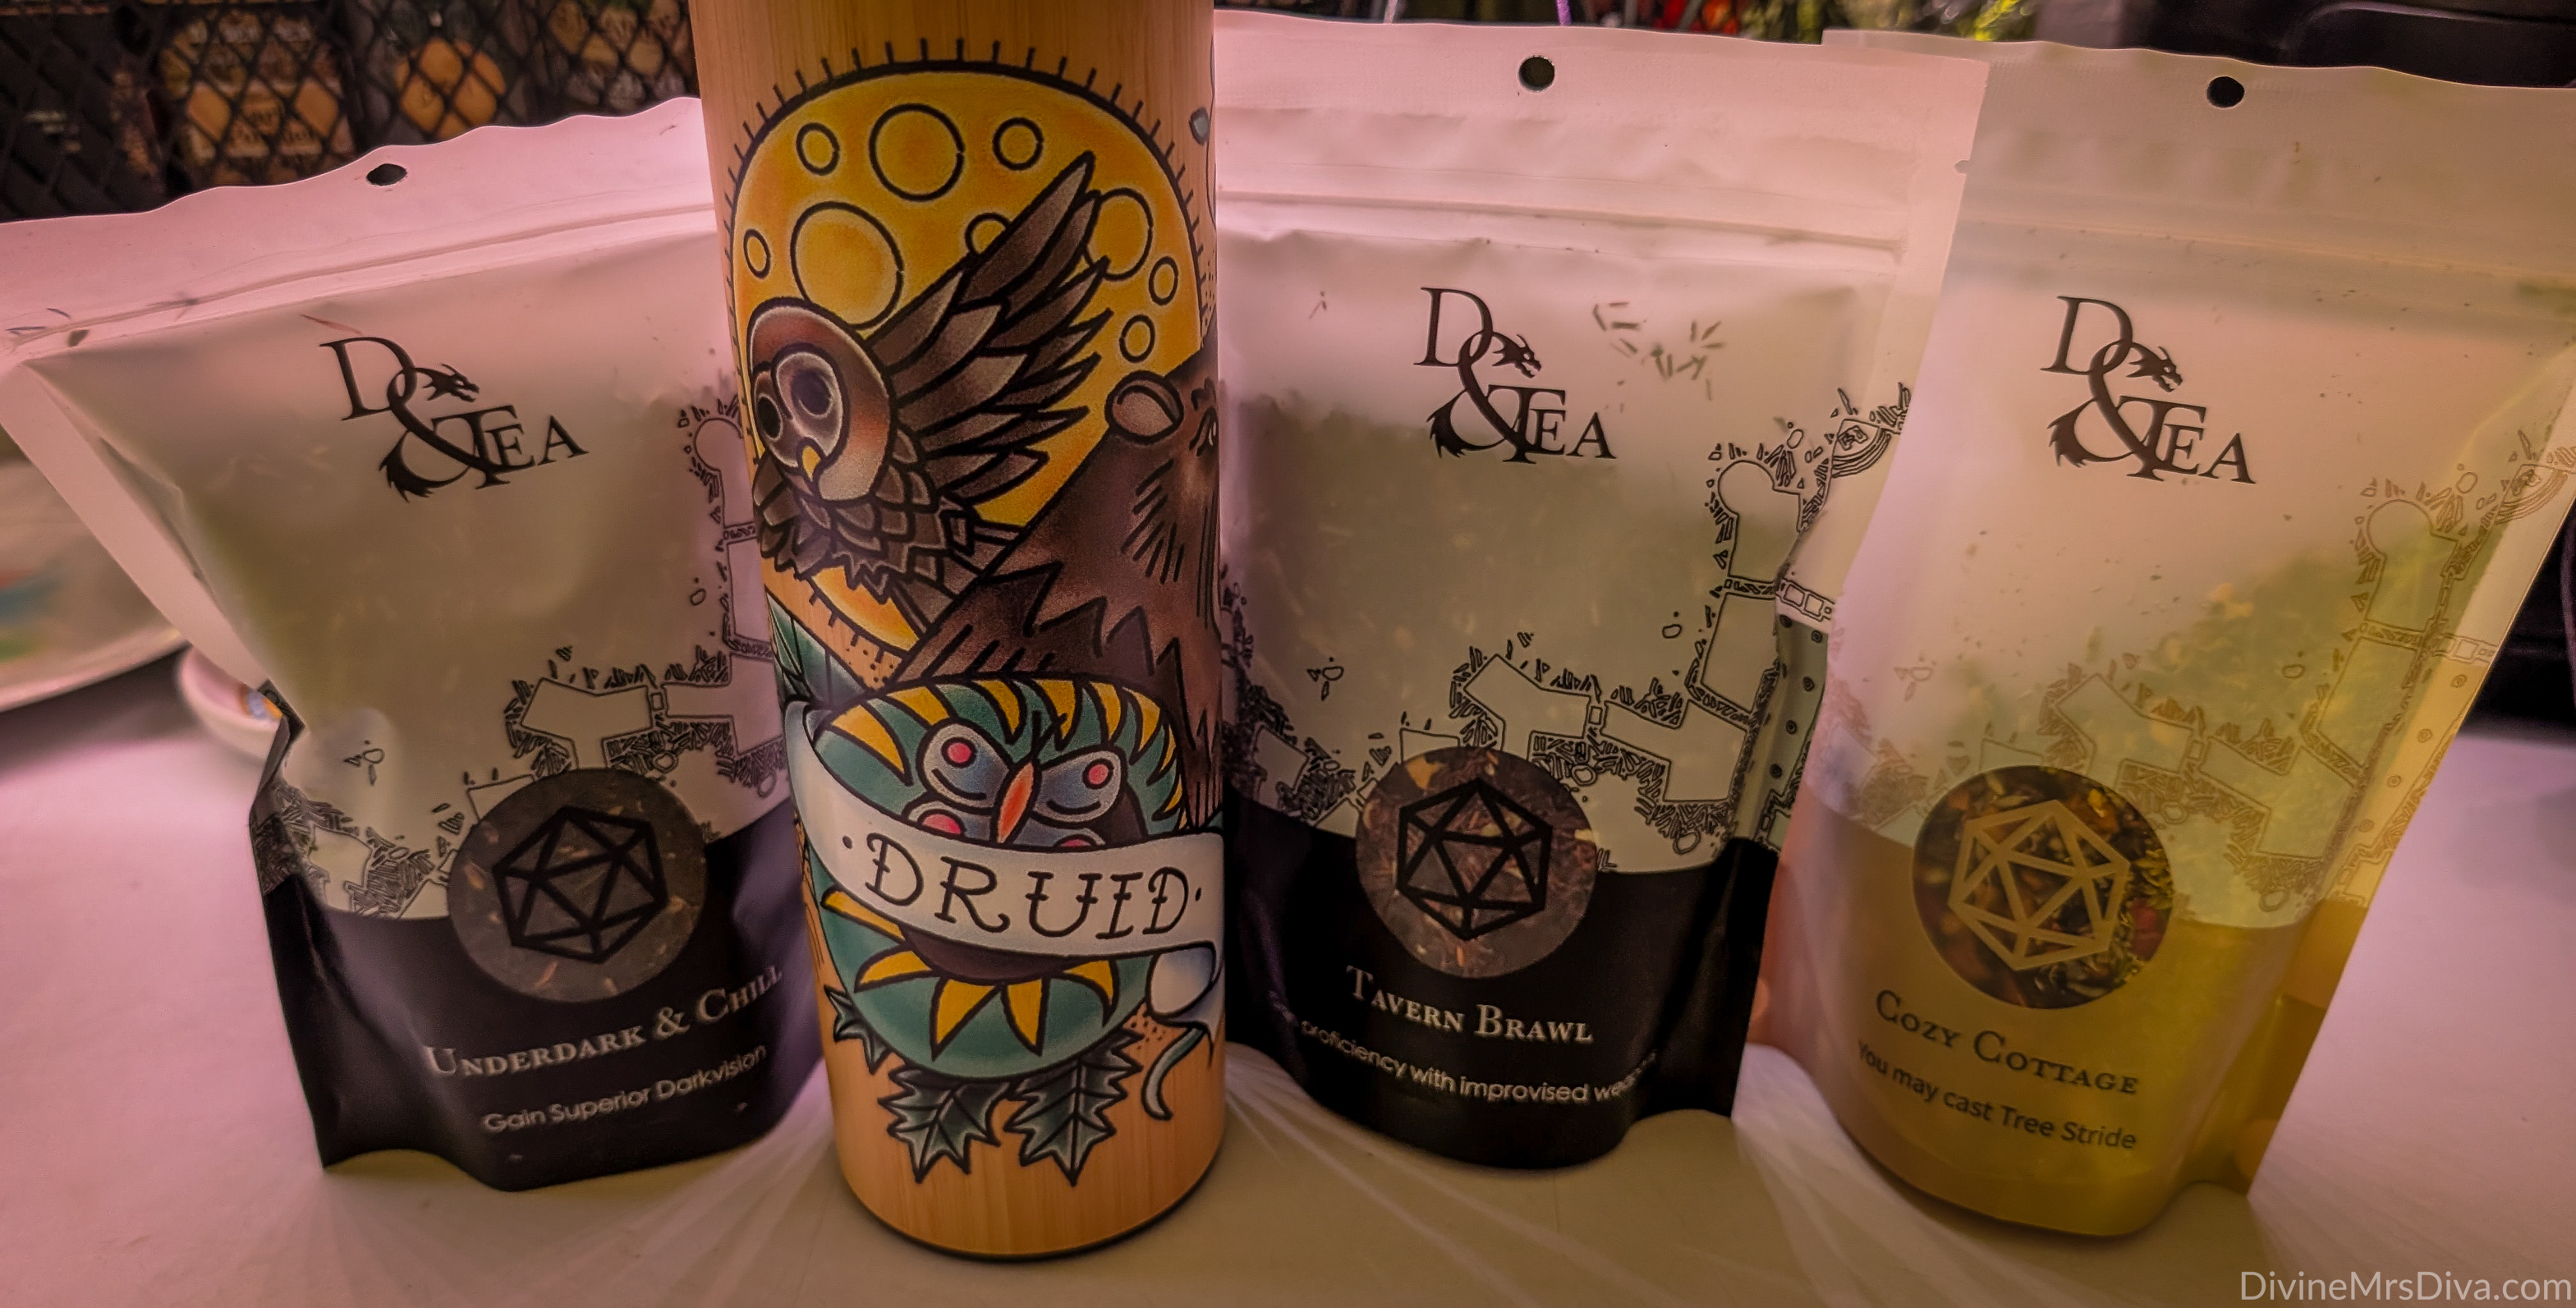 D&TEA
UNDERDARK & CHILL
Gain Superior Darkvision
·DRUID·
D&TEA
TAVERN BRAWL
proficiency with improvised
D&TEA
COZY COTTAGE
You may cast Tree Stride
DivineMrsDiva.com